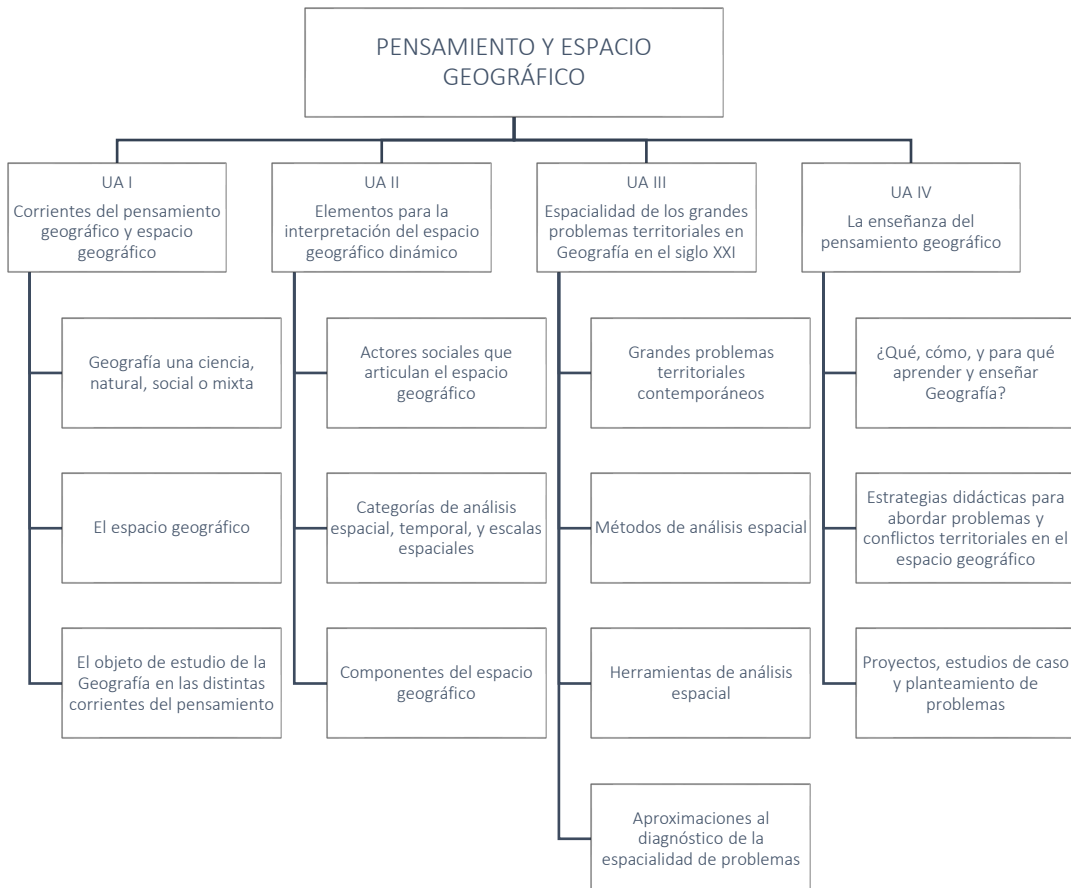 PENSAMIENTO Y ESPACIO
GEOGRÁFICO
UA I
Corrientes del pensamiento
geográfico y espacio
geográfico
Geografía una ciencia,
natural, social o mixta
El espacio geográfico
El objeto de estudio de la
Geografía en las distintas
corrientes del pensamiento
UA II
Elementos para la
interpretación del espacio
geográfico dinámico
Actores sociales que
articulan el espacio
geográfico
Categorías de análisis
espacial, temporal, y escalas
espaciales
Componentes del espacio
geográfico
UA III
Espacialidad de los grandes
problemas territoriales en
Geografía en el siglo XXI
Grandes problemas
territoriales
contemporáneos
Métodos de análisis espacial
Herramientas de análisis
espacial
Aproximaciones al
diagnóstico de la
espacialidad de problemas
UA IV
La enseñanza del
pensamiento geográfico
¿Qué, cómo, y para qué
aprender y enseñar
Geografía?
Estrategias didácticas para
abordar problemas y
conflictos territoriales en el
espacio geográfico
Proyectos, estudios de caso
y planteamiento de
problemas